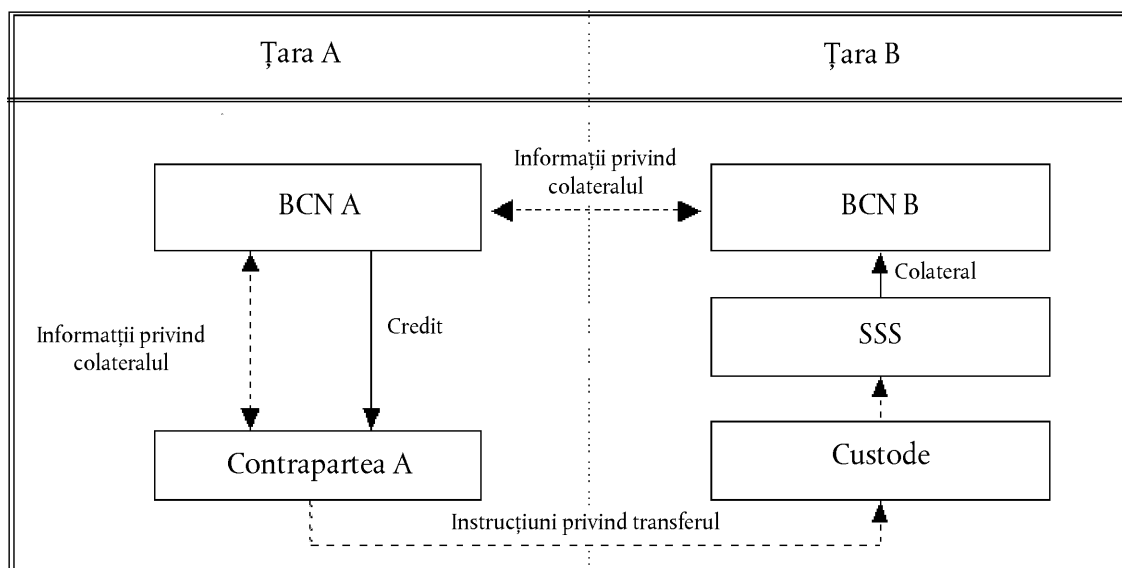 Țara A
Țara B
Informații privind
colateralul
BCN A
BCN B
Colateral
Informatții privind
colateralul
Credit
SSS
Contrapartea A
Custode
Instrucțiuni privind transferul